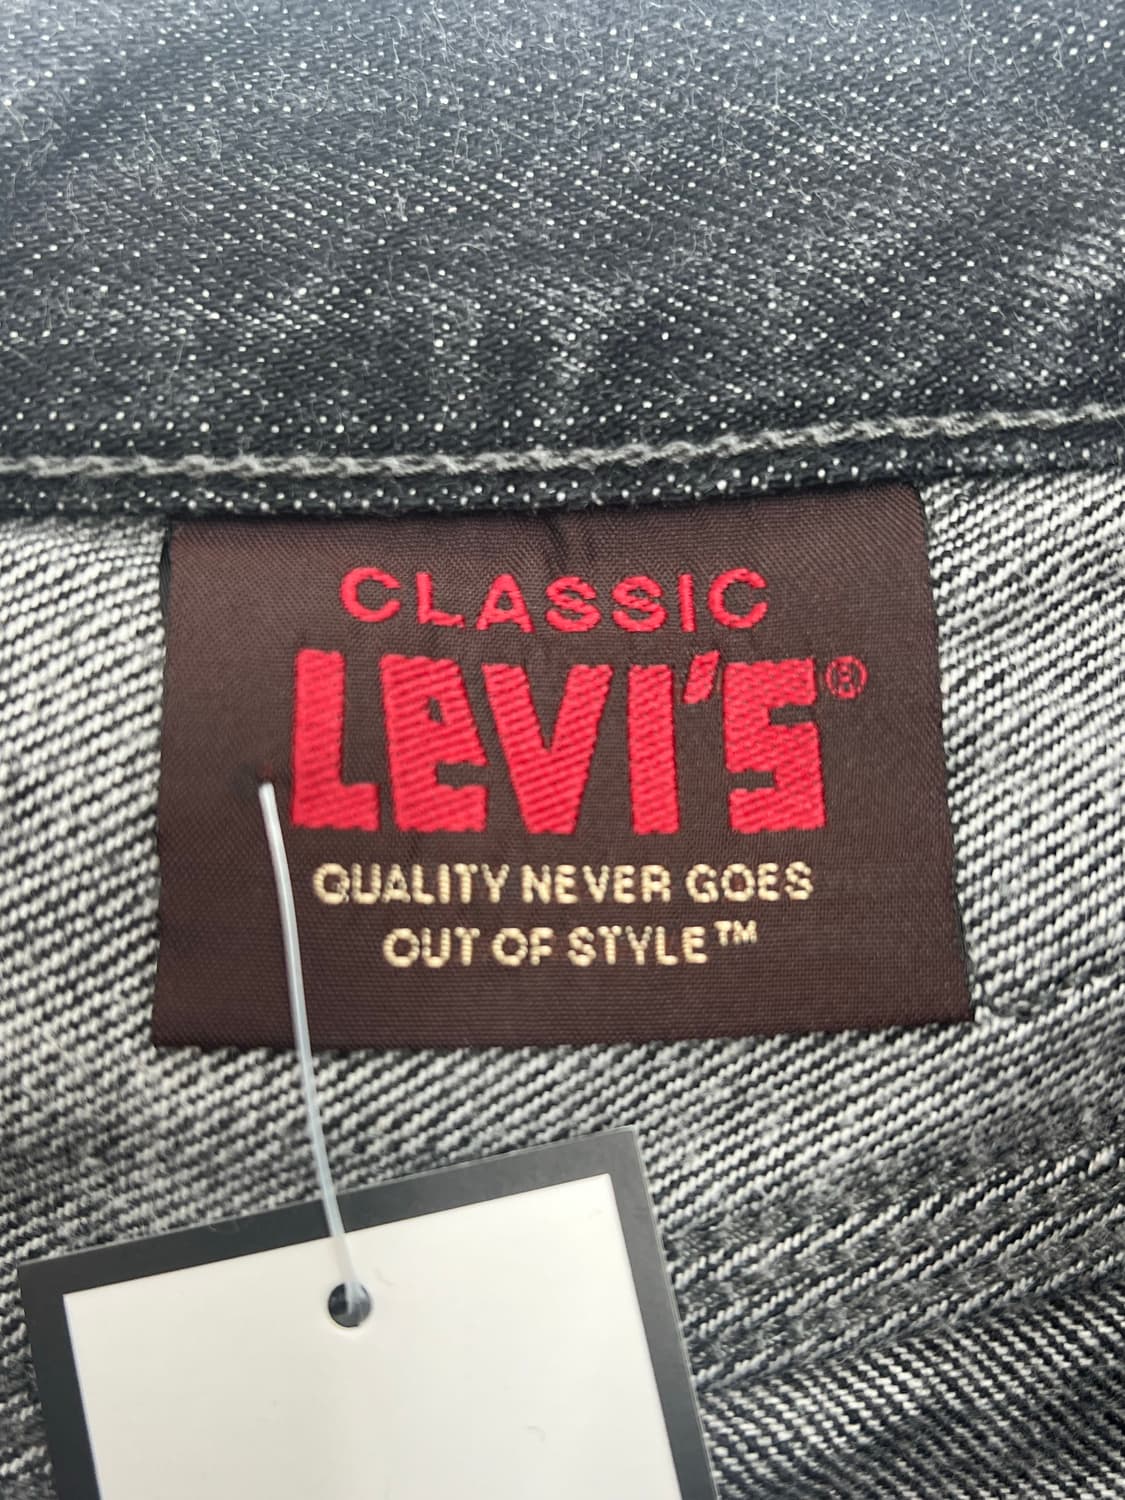 CLASSIC
LEVI'S®
QUALITY NEVER GOES
OUT OF STYLE™